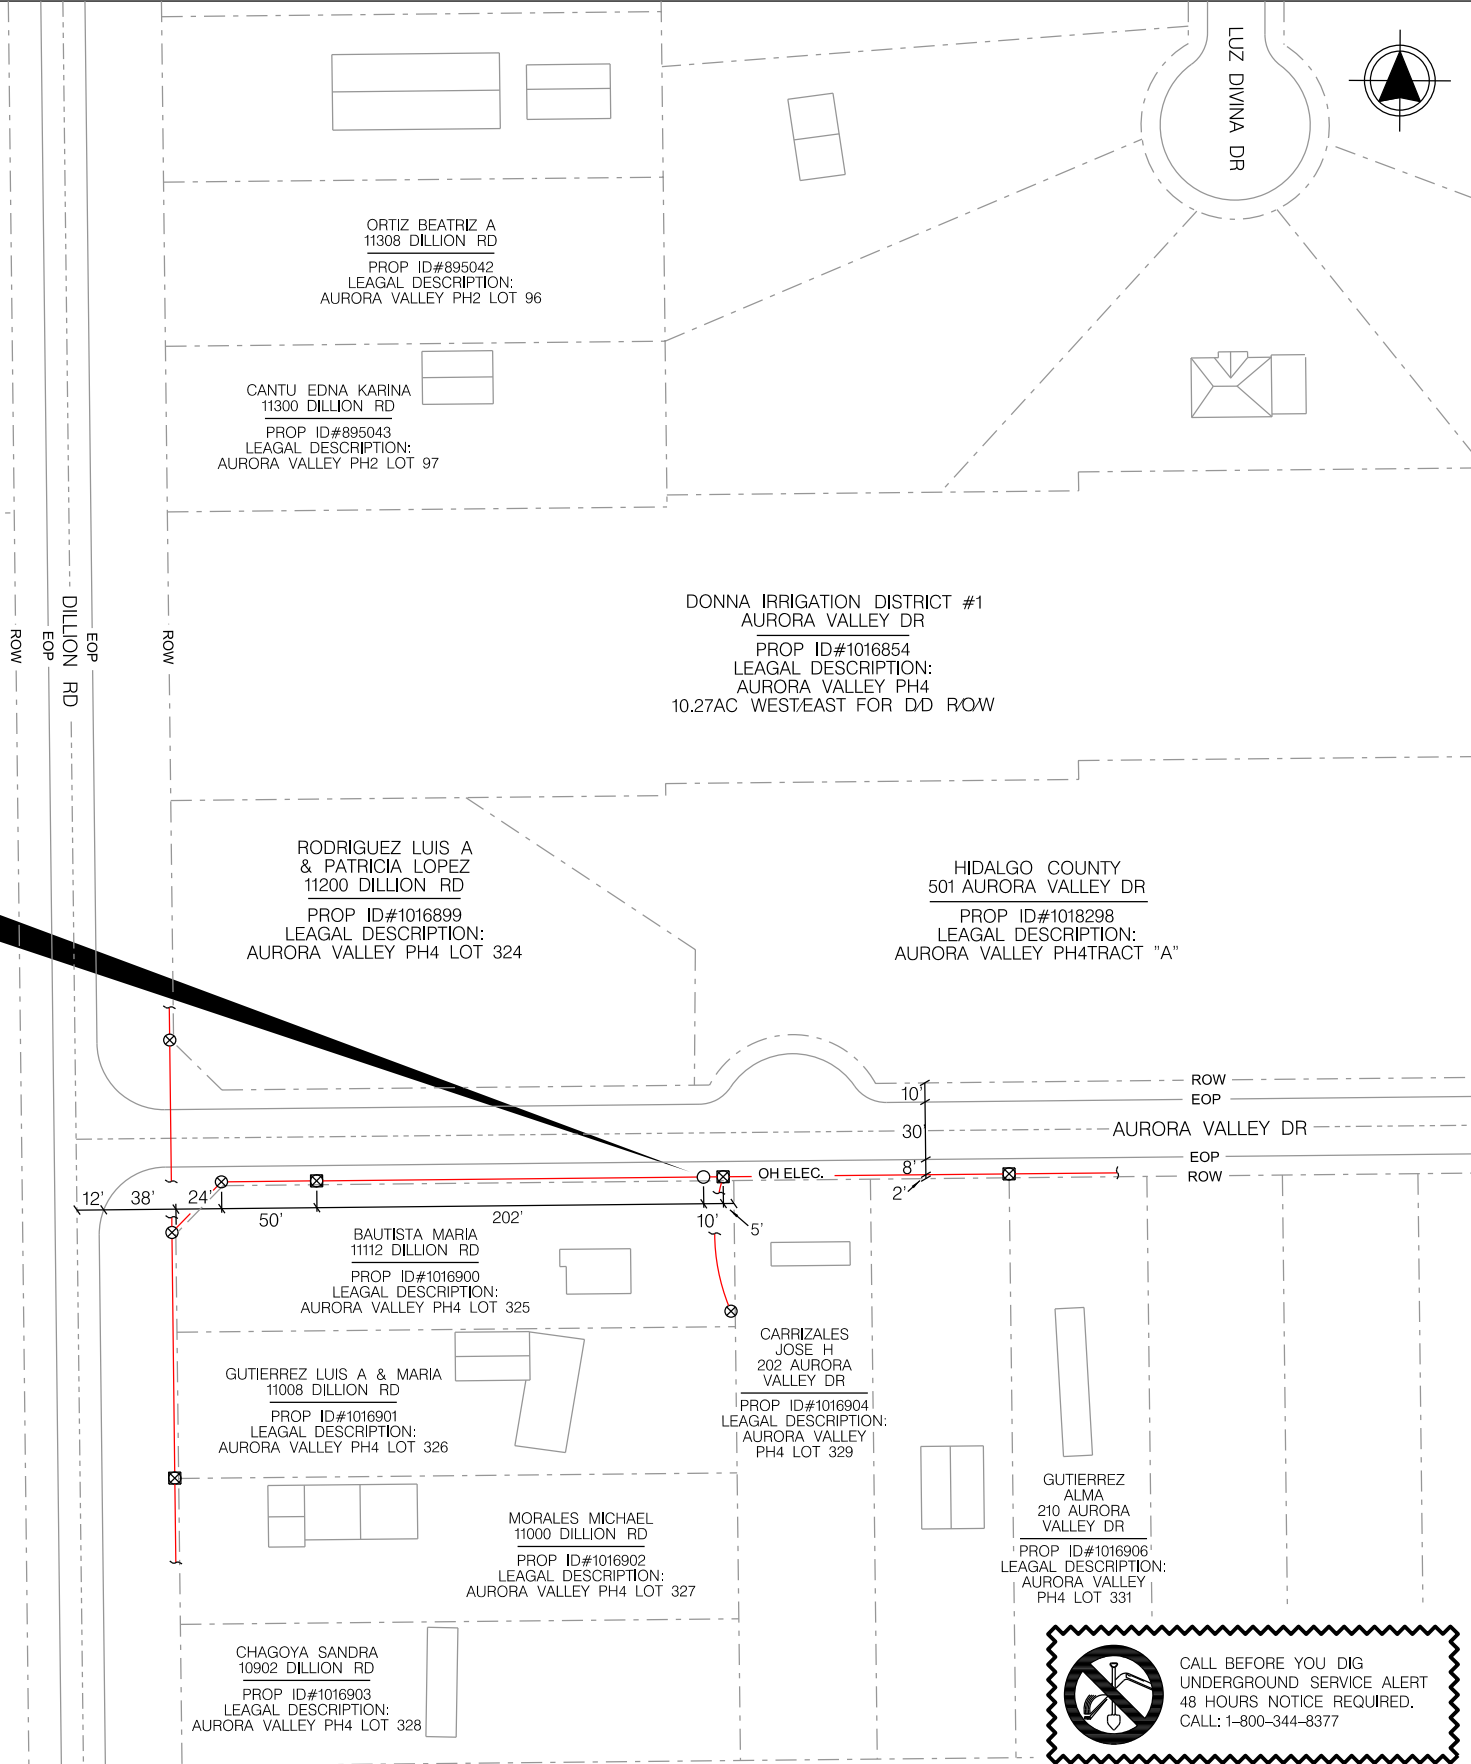 LUZ DIVINA DR
ORTIZ BEATRIZ A
11308 DILLION RD
PROP ID#895042
LEAGAL DESCRIPTION:
AURORA VALLEY PH2 LOT 96
CANTU EDNA KARINA
11300 DILLION RD
PROP ID#895043
LEAGAL DESCRIPTION:
AURORA VALLEY PH2 LOT 97
ROW
EOP
DILLION RD
EOP
ROW
DONNA IRRIGATION DISTRICT #1
AURORA VALLEY DR
PROP ID#1016854
LEAGAL DESCRIPTION:
AURORA VALLEY PH4
10.27AC WEST/EAST FOR D/D R/O/W
RODRIGUEZ LUIS A
& PATRICIA LOPEZ
11200 DILLION RD
PROP ID#1016899
LEAGAL DESCRIPTION:
AURORA VALLEY PH4 LOT 324
HIDALGO COUNTY
501 AURORA VALLEY DR
PROP ID#1018298
LEAGAL DESCRIPTION:
AURORA VALLEY PH4TRACT "A"
10'
30'
8'
2'
ROW
EOP
AURORA VALLEY DR
EOP
ROW
OH ELEC.
12'
38'
24'
50'
202'
10'
5'
BAUTISTA MARIA
11112 DILLION RD
PROP ID#1016900
LEAGAL DESCRIPTION:
AURORA VALLEY PH4 LOT 325
GUTIERREZ LUIS A & MARIA
11008 DILLION RD
PROP ID#1016901
LEAGAL DESCRIPTION:
AURORA VALLEY PH4 LOT 326
CARRIZALES
JOSE H
202 AURORA
VALLEY DR
PROP ID#1016904
LEAGAL DESCRIPTION:
AURORA VALLEY
PH4 LOT 329
MORALES MICHAEL
11000 DILLION RD
PROP ID#1016902
LEAGAL DESCRIPTION:
AURORA VALLEY PH4 LOT 327
GUTIERREZ
ALMA
210 AURORA
VALLEY DR
PROP ID#1016906
LEAGAL DESCRIPTION:
AURORA VALLEY
PH4 LOT 331
CHAGOYA SANDRA
10902 DILLION RD
PROP ID#1016903
LEAGAL DESCRIPTION:
AURORA VALLEY PH4 LOT 328
CALL BEFORE YOU DIG
UNDERGROUND SERVICE ALERT
48 HOURS NOTICE REQUIRED.
CALL: 1-800-344-8377